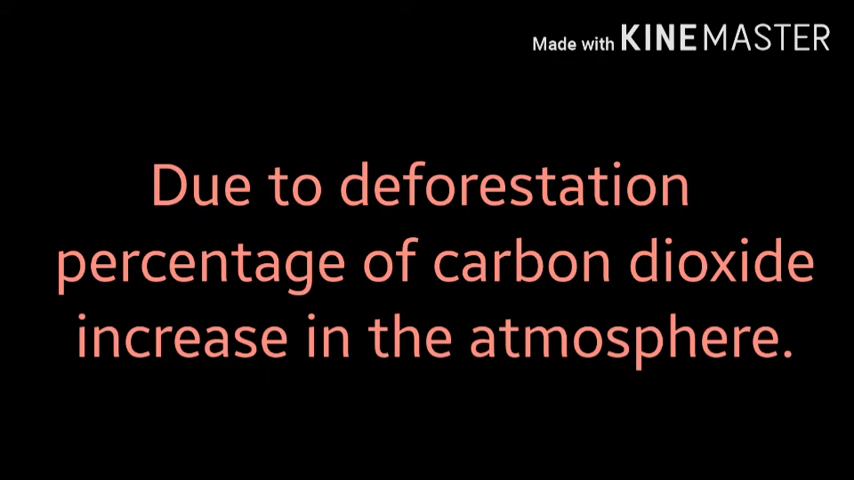 Made with KINEMASTER
Due to deforestation
percentage of carbon dioxide
increase in the atmosphere.